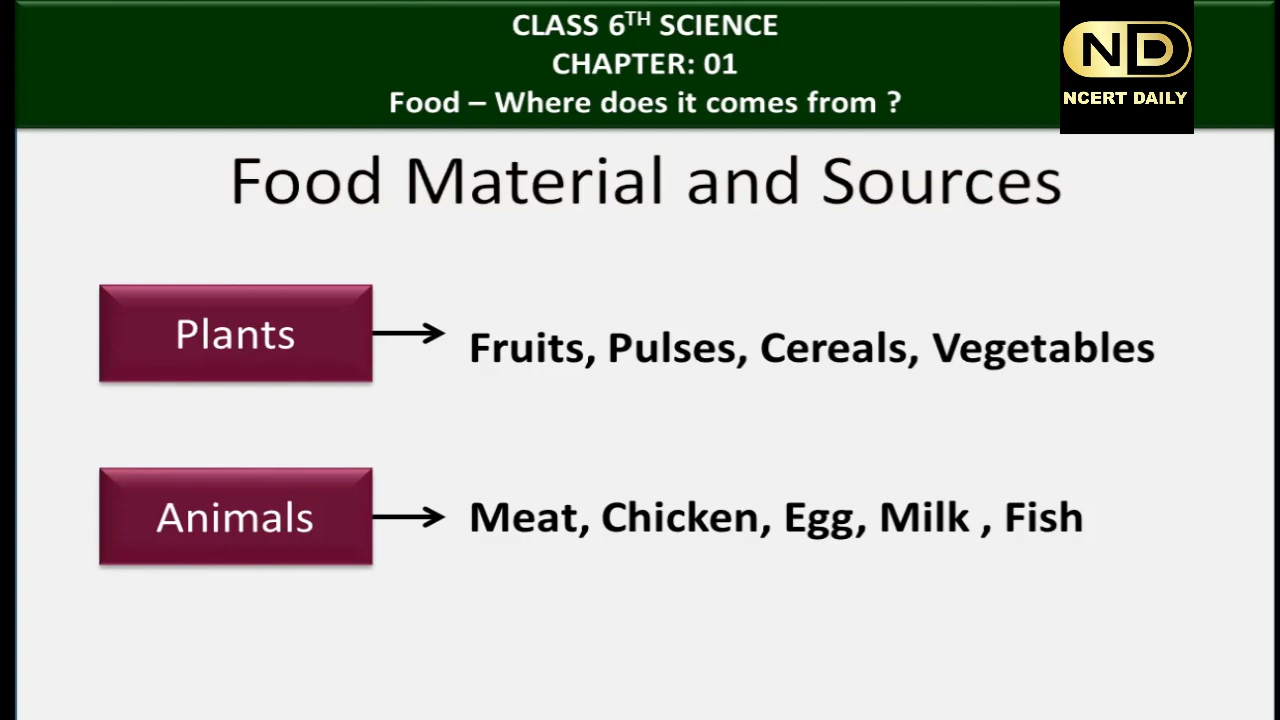 CLASS 6TH SCIENCE
CHAPTER: 01
Food – Where does it comes from ?
ND
NCERT DAILY
Food Material and Sources
Plants
Fruits, Pulses, Cereals, Vegetables
Animals
Meat, Chicken, Egg, Milk , Fish